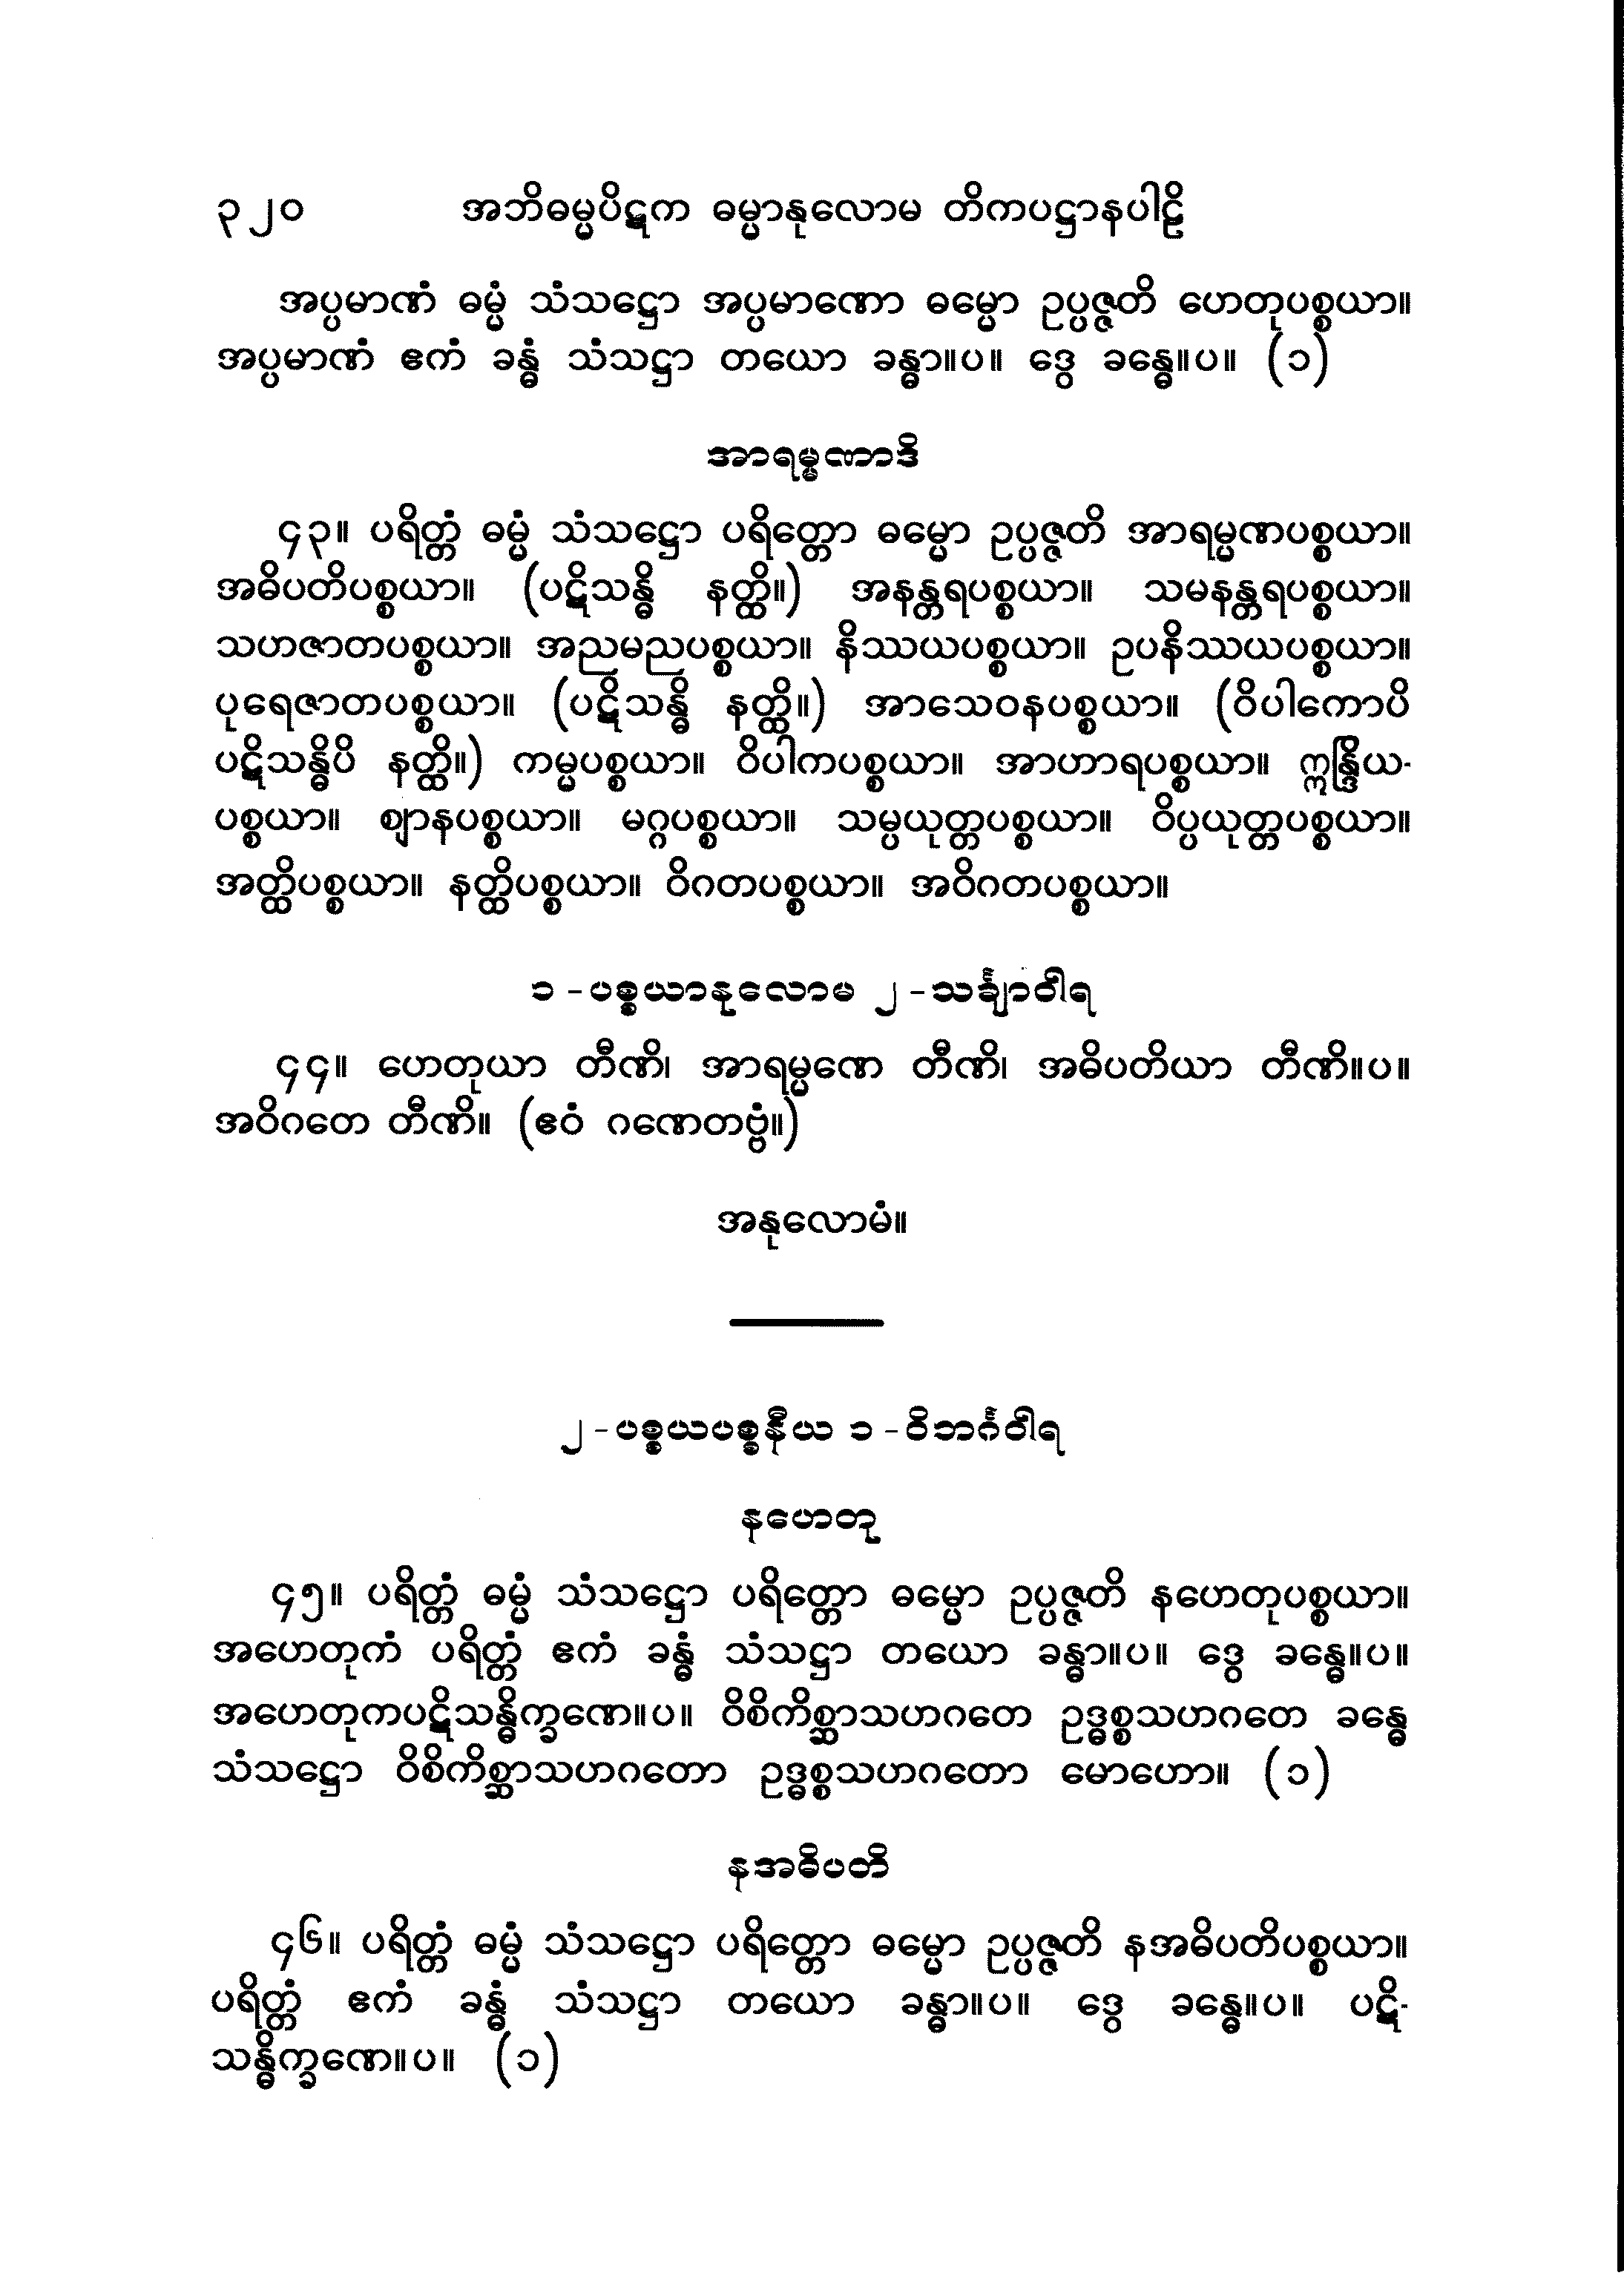 ၃၂၀ အဘိဓမ္မပိဋက ဓမ္မာနုလောမ တိကပဋ္ဌာနပါဠိ
အပ္ပမာဏံ ဓမ္မံ သံသဋ္ဌော အပ္ပမာဏော ဓမ္မော ဥပ္ပဇ္ဇတိ ဟေတုပစ္စယာ။
အပ္ပမာဏံ ဧကံ ခန္ဓံ သံသဋ္ဌာ တယော ခန္ဓာ။ပ။ ဒွေ ခန္ဓေ။ပ။ (၁)
အာရမ္မဏာဒိ
၄၃။ ပရိတ္တံ ဓမ္မံ သံသဋ္ဌော ပရိတ္တော ဓမ္မော ဥပ္ပဇ္ဇတိ အာရမ္မဏပစ္စယာ။
အဓိပတိပစ္စယာ။ (ပဋိသန္ဓိ နတ္ထိ။) အနန္တရပစ္စယာ။ သမနန္တရပစ္စယာ။
သဟဇာတပစ္စယာ။ အညမညပစ္စယာ။ နိဿယပစ္စယာ။ ဥပနိဿယပစ္စယာ။
ပုရေဇာတပစ္စယာ။ (ပဋိသန္ဓိ နတ္ထိ။) အာသေဝနပစ္စယာ။ (ဝိပါကောပိ
ပဋိသန္ဓိပိ နတ္ထိ။) ကမ္မပစ္စယာ။ ဝိပါကပစ္စယာ။ အာဟာရပစ္စယာ။ ဣန္ဒြိယ-
ပစ္စယာ။ ဈာနပစ္စယာ။ မဂ္ဂပစ္စယာ။ သမ္ပယုတ္တပစ္စယာ။ ဝိပ္ပယုတ္တပစ္စယာ။
အတ္ထိပစ္စယာ။ နတ္ထိပစ္စယာ။ ဝိဂတပစ္စယာ။ အဝိဂတပစ္စယာ။
၁-ပစ္စယာနုလောမ ၂-သင်္ချာဝါရ
၄၄။ ဟေတုယာ တီဏိ၊ အာရမ္မဏေ တီဏိ၊ အဓိပတိယာ တီဏိ။ပ။
အဝိဂတေ တီဏိ။ (ဧဝံ ဂဏေတဗ္ဗံ။)
အနုလောမံ။
၂-ပစ္စယပစ္စနီယ ၁-ဝိဘင်္ဂဝါရ
နဟေတု
၄၅။ ပရိတ္တံ ဓမ္မံ သံသဋ္ဌော ပရိတ္တော ဓမ္မော ဥပ္ပဇ္ဇတိ နဟေတုပစ္စယာ။
အဟေတုကံ ပရိတ္တံ ဧကံ ခန္ဓံ သံသဋ္ဌာ တယော ခန္ဓာ။ပ။ ဒွေ ခန္ဓေ။ပ။
အဟေတုကပဋိသန္ဓိက္ခဏေ။ပ။ ဝိစိကိစ္ဆာသဟဂတေ ဥဒ္ဓစ္စသဟဂတေ ခန္ဓေ
သံသဋ္ဌော ဝိစိကိစ္ဆာသဟဂတော ဥဒ္ဓစ္စသဟဂတော မောဟော။ (၁)
နအဓိပတိ
၄၆။ ပရိတ္တံ ဓမ္မံ သံသဋ္ဌော ပရိတ္တော ဓမ္မော ဥပ္ပဇ္ဇတိ နအဓိပတိပစ္စယာ။
ပရိတ္တံ ဧကံ ခန္ဓံ သံသဋ္ဌာ တယော ခန္ဓာ။ပ။ ဒွေ ခန္ဓေ။ပ။ ပဋိ-
သန္ဓိက္ခဏေ။ပ။ (၁)